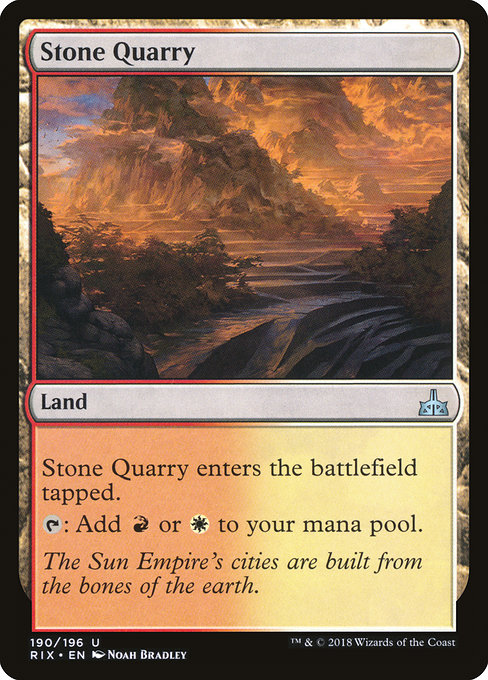 Stone Quarry
Land
Stone Quarry enters the battlefield
tapped.
: Add or to your mana pool.
The Sun Empire's cities are built from
the bones of the earth.
190/196 U
RIX • EN Noah Bradley
™ & © 2018 Wizards of the Coast